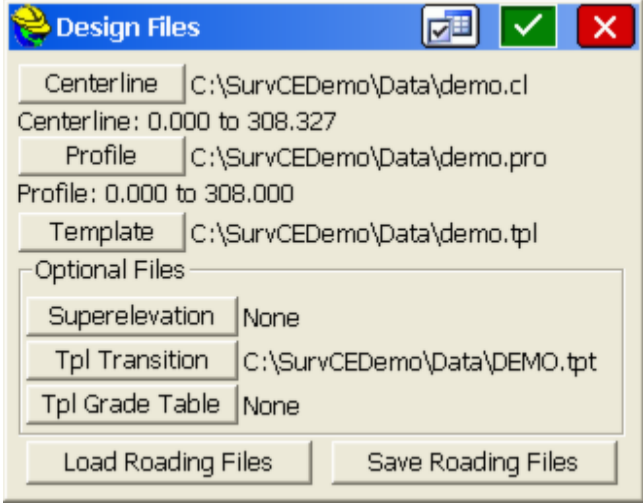 Design Files
Centerline C:\SurvCEDemo\Data\demo.cl
Centerline: 0.000 to 308.327
Profile C:\SurvCEDemo\Data\demo.pro
Profile: 0.000 to 308.000
Template C:\SurvCEDemo\Data\demo.tpl
Optional Files
Superelevation None
Tpl Transition C:\SurvCEDemo\Data\DEMO.tpt
Tpl Grade Table None
Load Roading Files Save Roading Files